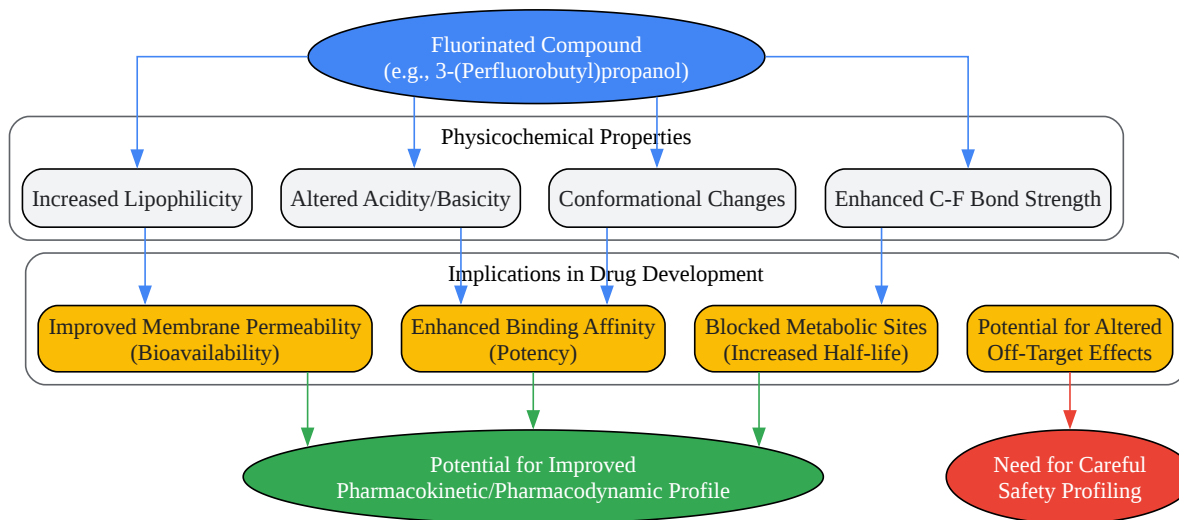 Fluorinated Compound
(e.g., 3-(Perfluorobutyl)propanol)
Physicochemical Properties
Increased Lipophilicity
Altered Acidity/Basicity
Conformational Changes
Enhanced C-F Bond Strength
Implications in Drug Development
Improved Membrane Permeability
(Bioavailability)
Enhanced Binding Affinity
(Potency)
Blocked Metabolic Sites
(Increased Half-life)
Potential for Altered
Off-Target Effects
Potential for Improved
Pharmacokinetic/Pharmacodynamic Profile
Need for Careful
Safety Profiling